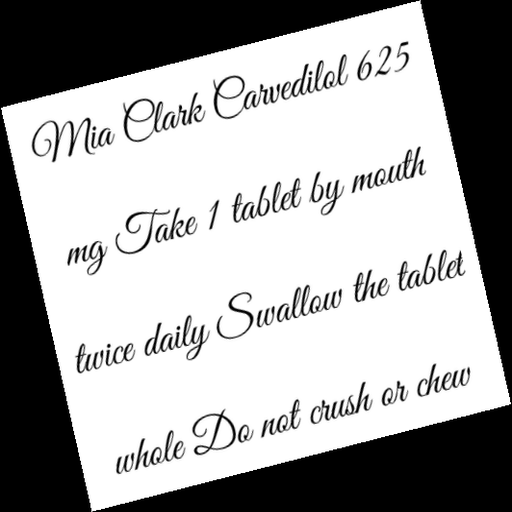 Mia Clark Carvedilol 625
mg Take 1 tablet by mouth
twice daily Swallow the tablet
whole Do not crush or chew